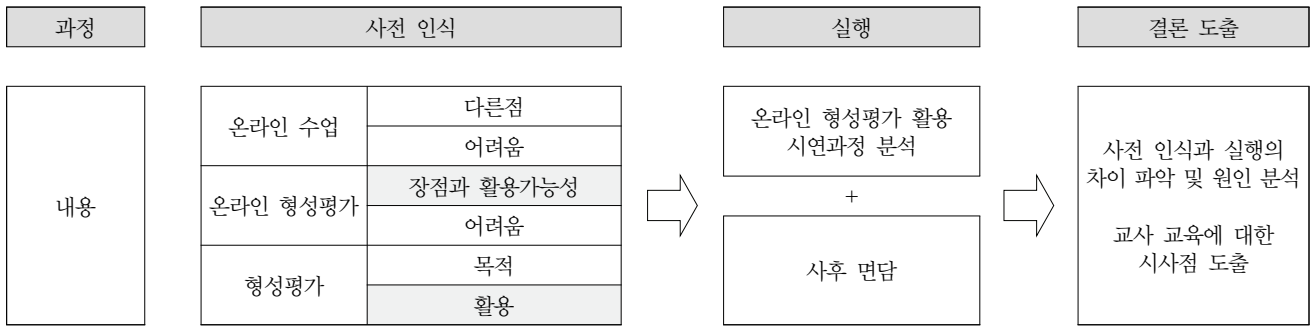 과정
사전 인식
실행
결론 도출
내용
온라인 수업
다른점
어려움
온라인 형성평가
장점과 활용가능성
어려움
형성평가
목적
활용
온라인 형성평가 활용
시연과정 분석
+
사후 면담
사전 인식과 실행의
차이 파악 및 원인 분석
교사 교육에 대한
시사점 도출